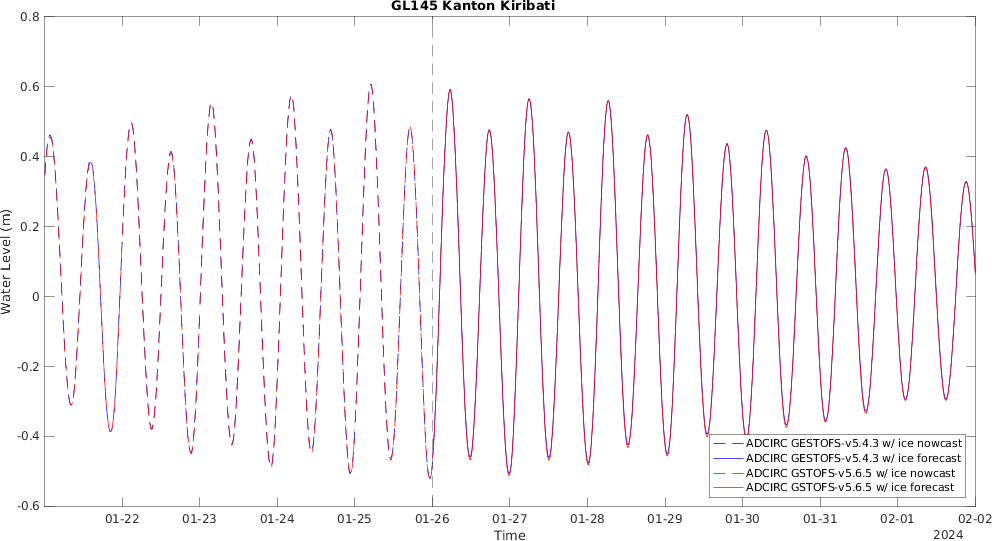 GL145 Kanton Kiribati
0.8
0.6
0.4
0.2
0
-0.2
-0.4
-0.6
Water Level (m)
ADCIRC GESTOFS-v5.4.3 w/ ice nowcast
ADCIRC GESTOFS-v5.4.3 w/ ice forecast
ADCIRC GSTOFS-v5.6.5 w/ ice nowcast
ADCIRC GSTOFS-v5.6.5 w/ ice forecast
01-22 01-23 01-24 01-25 01-26 01-27 01-28 01-29 01-30 01-31 02-01 02-02
Time
2024